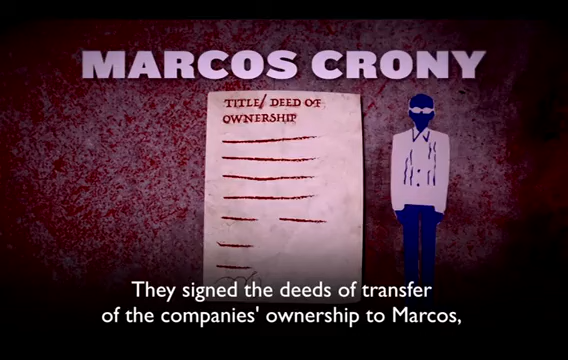 MARCOS CRONY
TITLE/ DEED OF
OWNERSHIP
They signed the deeds of transfer
of the companies' ownership to Marcos,